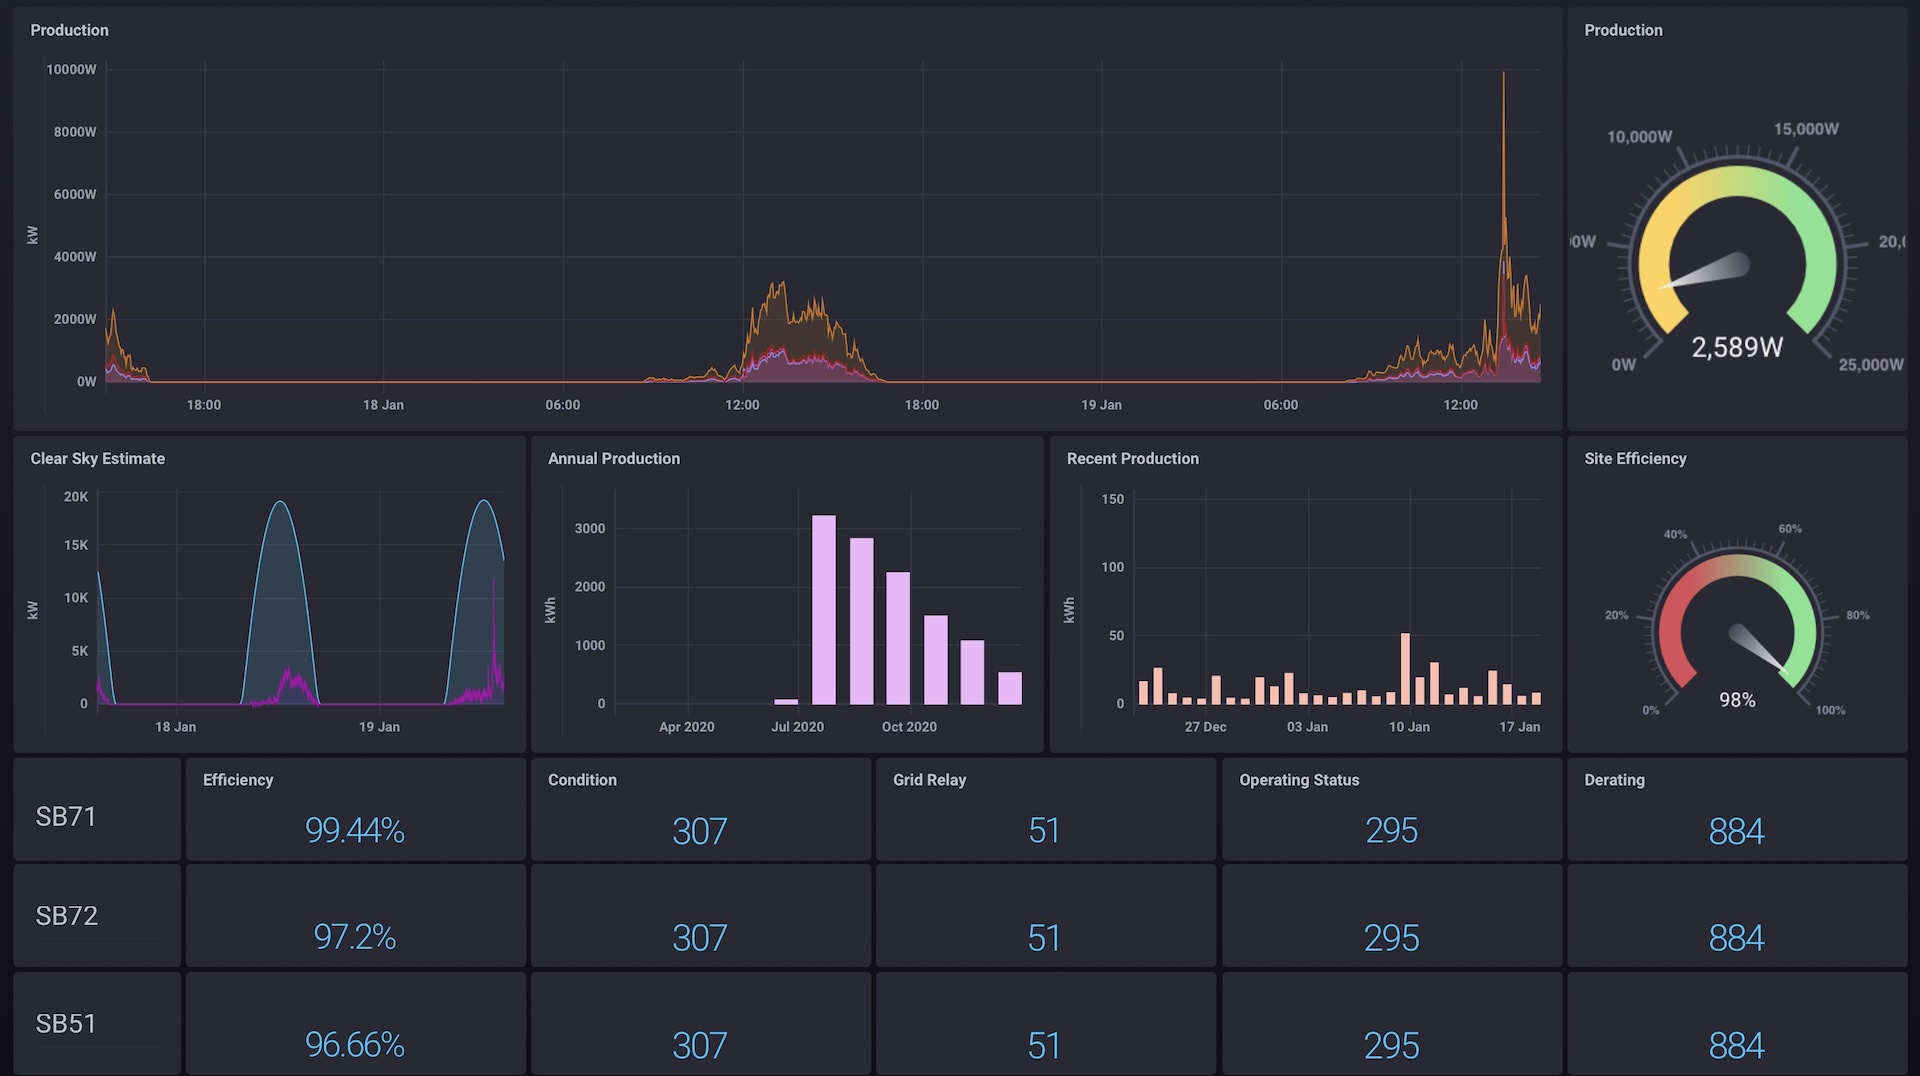 Production
10000W
8000W
6000W
4000W
2000W
0W
kW
18:00 18 Jan 06:00 12:00 18:00 19 Jan 06:00 12:00
Production
10,000W 15,000W
0W 25,000W
2,589W
Clear Sky Estimate
20K
15K
10K
5K
0
kW
18 Jan 19 Jan
Annual Production
3000
2000
1000
0
kWh
Apr 2020 Jul 2020 Oct 2020
Recent Production
150
100
50
0
kWh
27 Dec 03 Jan 10 Jan 17 Jan
Site Efficiency
40% 60%
20% 80%
0% 100%
98%
SB71
Efficiency
99.44%
Condition
307
Grid Relay
51
Operating Status
295
Derating
884
SB72
97.2%
307
51
295
884
SB51
96.66%
307
51
295
884